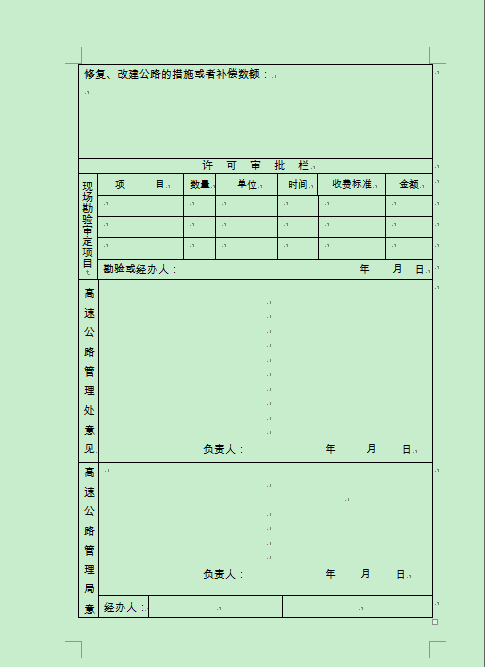 修复、改建公路的措施或者补偿数额：
许 可 审 批 栏
现场勘验审定项目
项 目 数量 单位 时间 收费标准 金额
勘验或经办人： 年 月 日
高速公路管理处意见
负责人： 年 月 日
高速公路管理局意
负责人： 年 月 日
经办人：